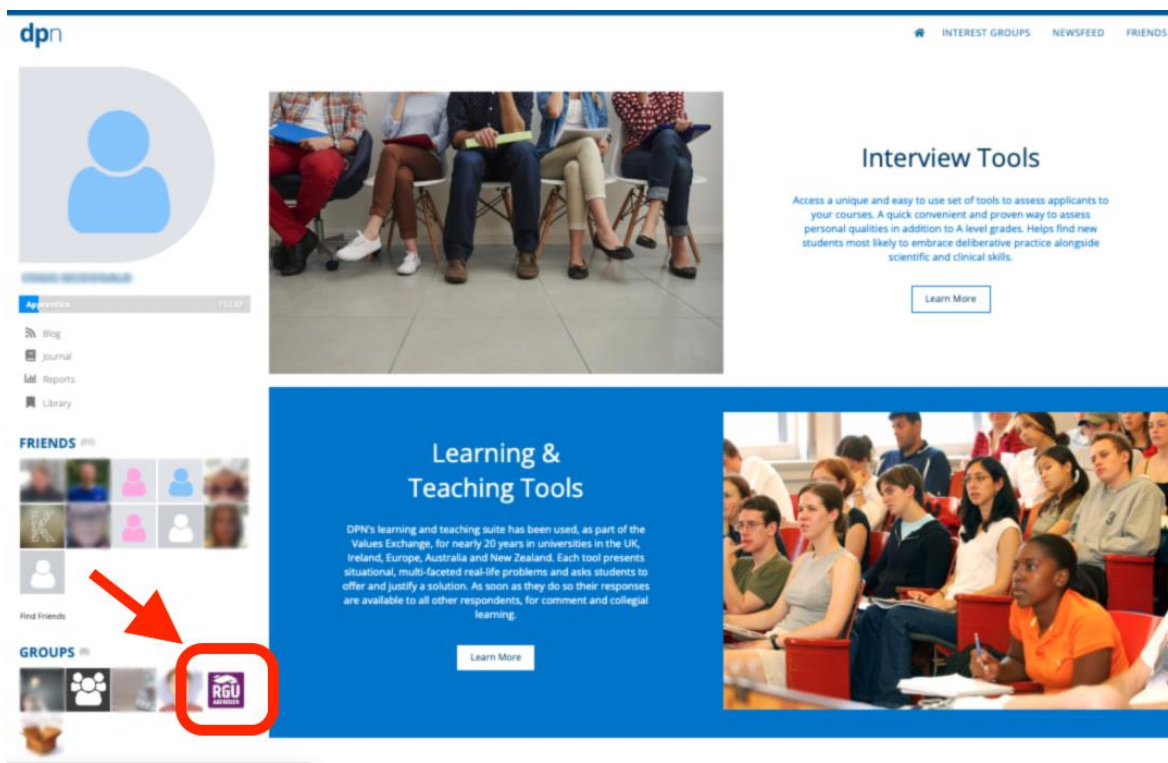 dpn
INTEREST GROUPS NEWSFEED FRIENDS
Interview Tools
Access a unique and easy to use set of tools to assess applicants to
your courses. A quick convenient and proven way to assess
personal qualities in addition to A level grades. Helps find new
students most likely to embrace deliberative practice alongside
scientific and clinical skills.
Learn More
Apprentice
Blog
Journal
Reports
Library
FRIENDS
Find Friends
GROUPS
RGU
ABERDEEN
Learning &
Teaching Tools
DPN's learning and teaching suite has been used, as part of the
Values Exchange, for nearly 20 years in universities in the UK,
Ireland, Europe, Australia and New Zealand. Each tool presents
situational, multi-faceted real-life problems and asks students to
offer and justify a solution. As soon as they do so their responses
are available to all other respondents, for comment and collegial
learning.
Learn More